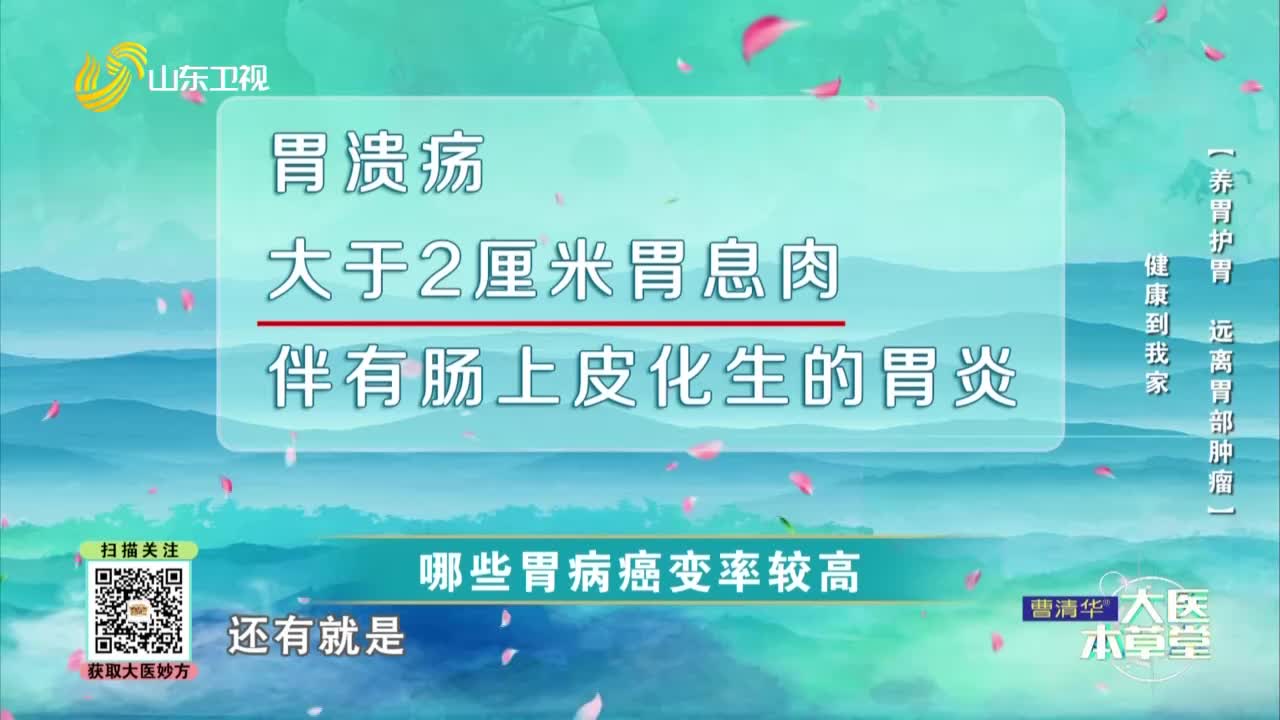 山东卫视
胃溃疡
大于2厘米胃息肉
伴有肠上皮化生的胃炎
【养胃护胃 远离胃部肿瘤】
健康到我家
哪些胃病癌变率较高
还有就是
扫描关注
获取大医妙方
曹清华®
大医
本草堂